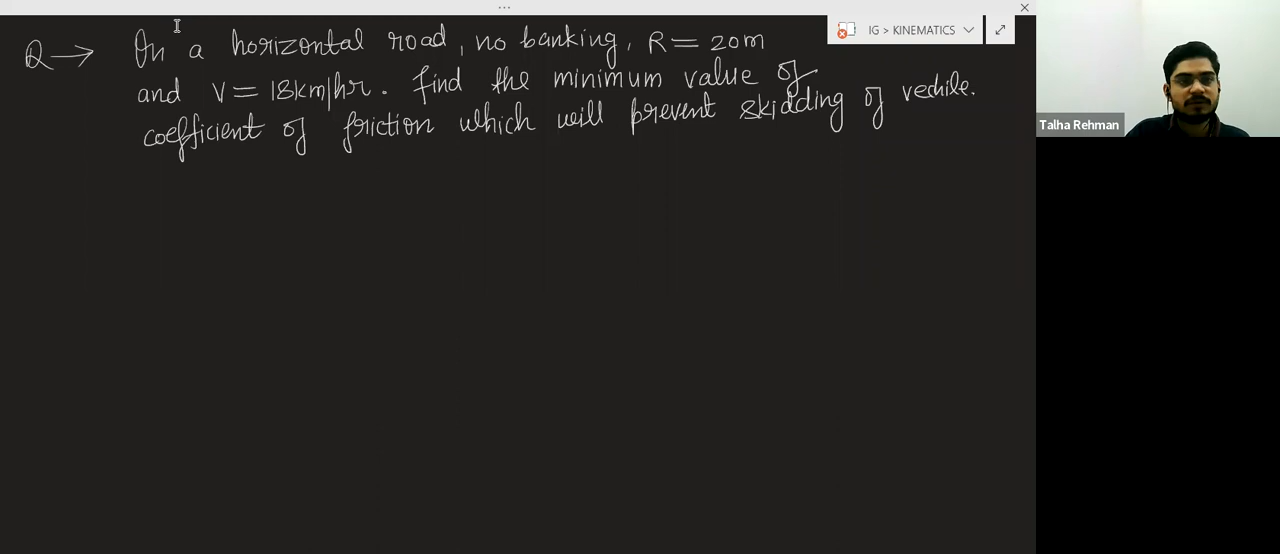 IG > KINEMATICS
Q → On a horizontal road, no banking, R = 20m
and V = 18km/hr. find the minimum value of
coefficient of friction which will prevent skidding of vechile.
Talha Rehman